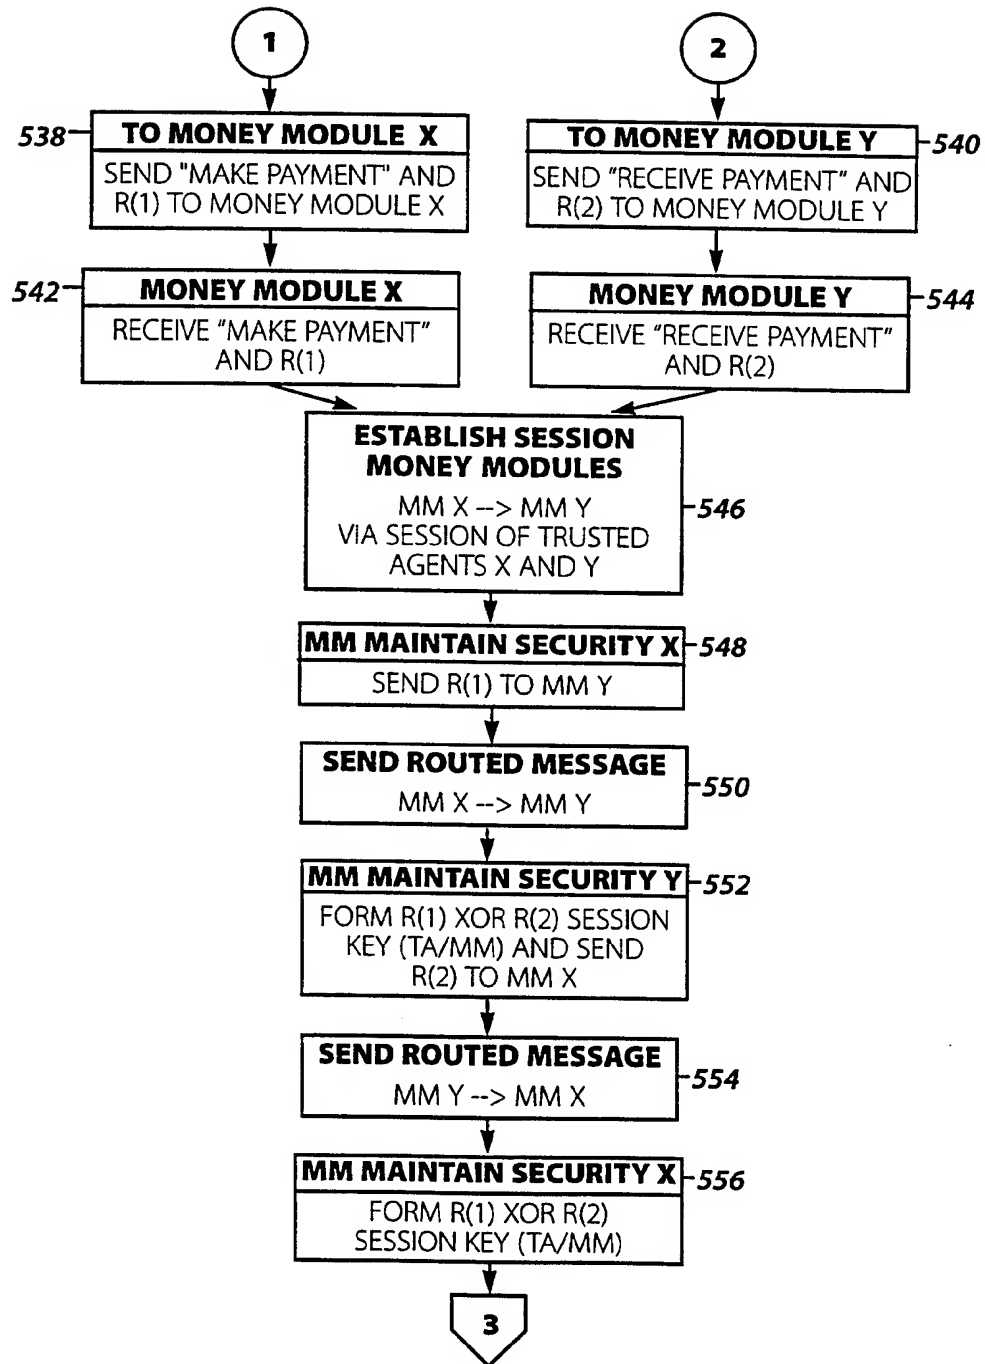 1
2
538
TO MONEY MODULE X
SEND "MAKE PAYMENT" AND
R(1) TO MONEY MODULE X
TO MONEY MODULE Y
540
SEND "RECEIVE PAYMENT" AND
R(2) TO MONEY MODULE Y
542
MONEY MODULE X
RECEIVE "MAKE PAYMENT"
AND R(1)
MONEY MODULE Y
544
RECEIVE "RECEIVE PAYMENT"
AND R(2)
ESTABLISH SESSION
MONEY MODULES
MM X --> MM Y
VIA SESSION OF TRUSTED
AGENTS X AND Y
546
MM MAINTAIN SECURITY X
548
SEND R(1) TO MM Y
SEND ROUTED MESSAGE
MM X --> MM Y
550
MM MAINTAIN SECURITY Y
552
FORM R(1) XOR R(2) SESSION
KEY (TA/MM) AND SEND
R(2) TO MM X
SEND ROUTED MESSAGE
MM Y --> MM X
554
MM MAINTAIN SECURITY X
556
FORM R(1) XOR R(2)
SESSION KEY (TA/MM)
3